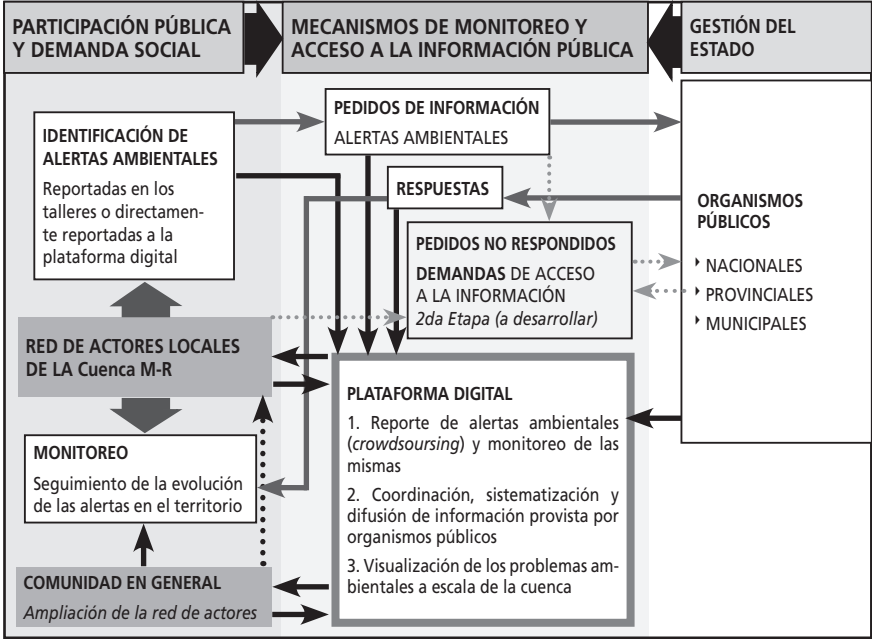 PARTICIPACIÓN PÚBLICA
Y DEMANDA SOCIAL
MECANISMOS DE MONITOREO Y
ACCESO A LA INFORMACIÓN PÚBLICA
GESTIÓN DEL
ESTADO
IDENTIFICACIÓN DE
ALERTAS AMBIENTALES
Reportadas en los
talleres o directamen-
te reportadas a la
plataforma digital
RED DE ACTORES LOCALES
DE LA Cuenca M-R
MONITOREO
Seguimiento de la evolución
de las alertas en el territorio
COMUNIDAD EN GENERAL
Ampliación de la red de actores
PEDIDOS DE INFORMACIÓN
ALERTAS AMBIENTALES
RESPUESTAS
PEDIDOS NO RESPONDIDOS
DEMANDAS DE ACCESO
A LA INFORMACIÓN
2da Etapa (a desarrollar)
PLATAFORMA DIGITAL
1. Reporte de alertas ambientales
(crowdsoursing) y monitoreo de las
mismas
2. Coordinación, sistematización y
difusión de información provista por
organismos públicos
3. Visualización de los problemas am-
bientales a escala de la cuenca
ORGANISMOS
PÚBLICOS
NACIONALES
PROVINCIALES
MUNICIPALES